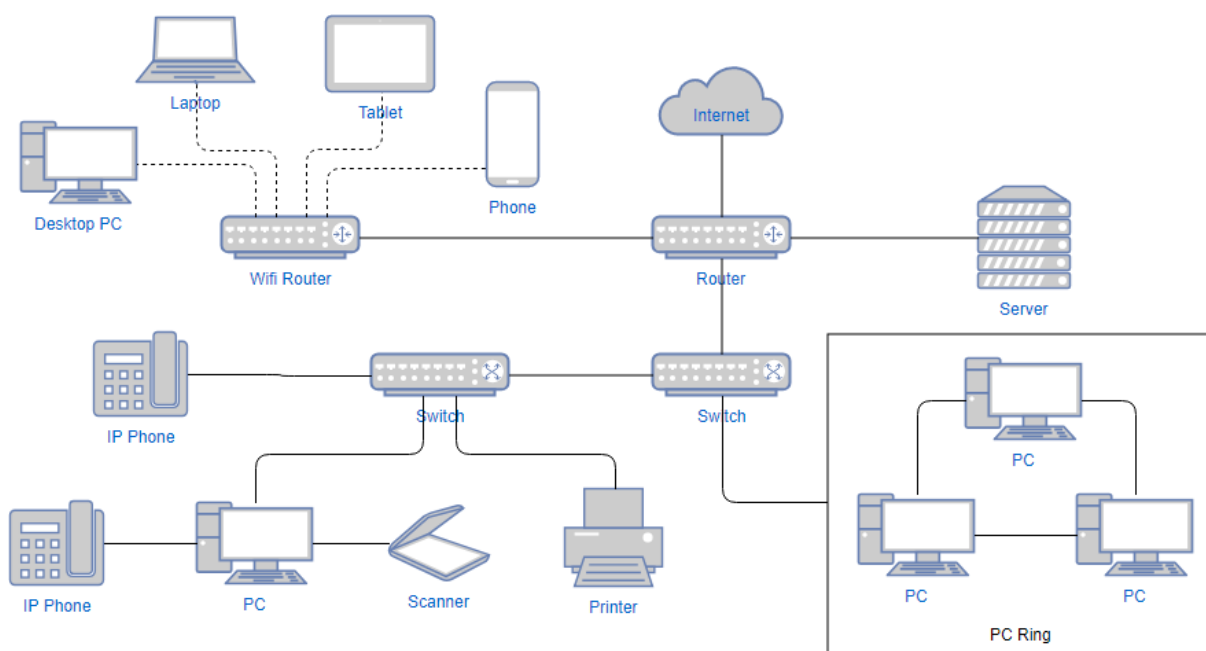 Laptop
Tablet
Internet
Desktop PC
Phone
Wifi Router
Router
Server
IP Phone
Switch
Switch
PC
IP Phone
PC
Scanner
Printer
PC
PC
PC Ring